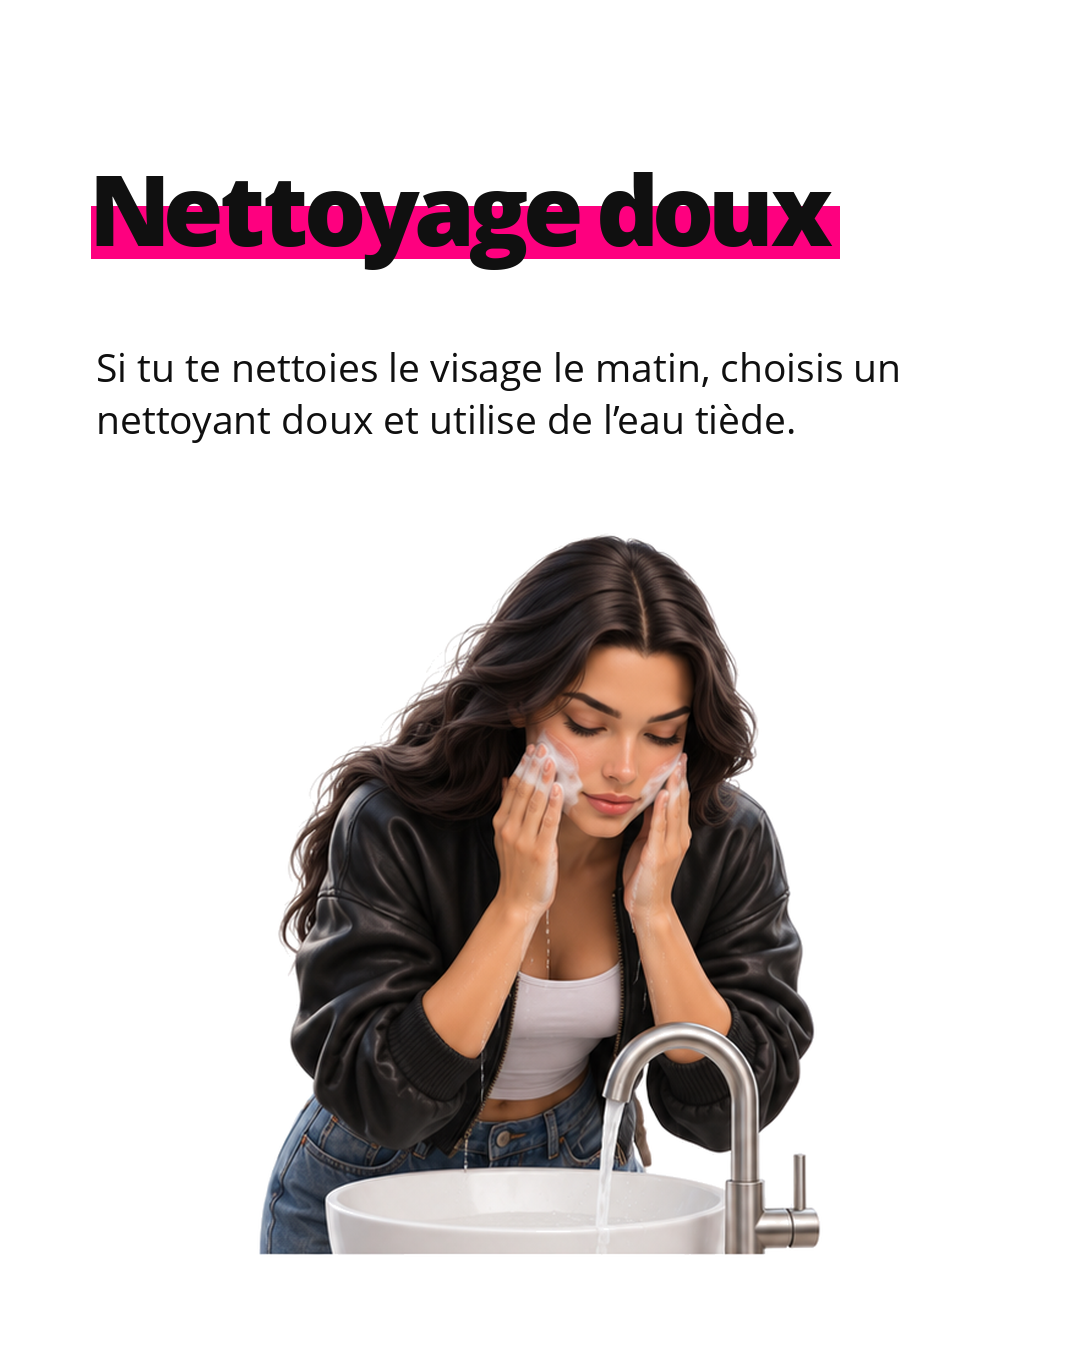 Nettoyage doux
Si tu te nettoies le visage le matin, choisis un
nettoyant doux et utilise de l’eau tiède.